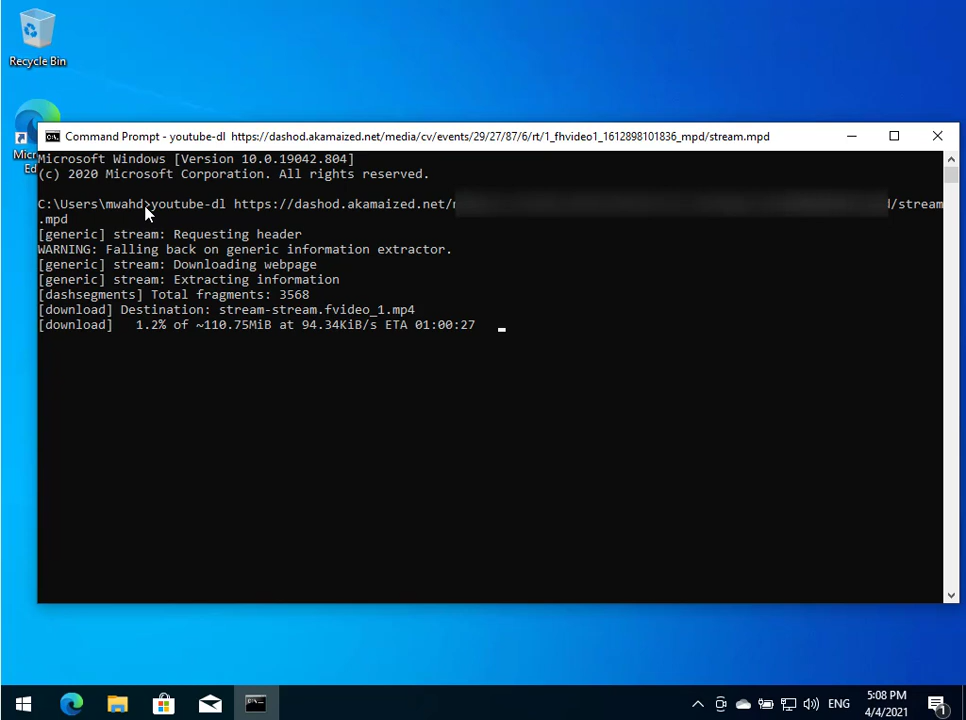 Recycle Bin
Command Prompt - youtube-dl  https://dashod.akamaized.net/media/cv/events/29/27/87/6/rt/1_fhvideo1_1612898101836_mpd/stream.mpd
Micr
Ed
Microsoft Windows [Version 10.0.19042.804]
(c) 2020 Microsoft Corporation. All rights reserved.
C:\Users\mwahd>youtube-dl https://dashod.akamaized.net/ /stream
.mpd
[generic] stream: Requesting header
WARNING: Falling back on generic information extractor.
[generic] stream: Downloading webpage
[generic] stream: Extracting information
[dashsegments] Total fragments: 3568
[download] Destination: stream-stream.fvideo_1.mp4
[download]   1.2% of ~110.75MiB at 94.34KiB/s ETA 01:00:27
ENG
5:08 PM
4/4/2021
1